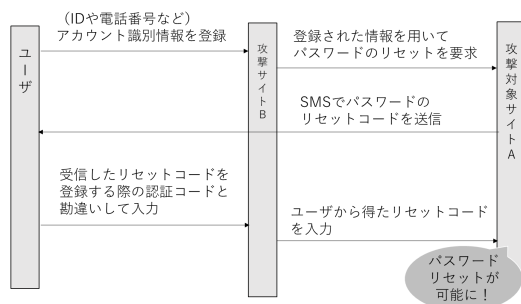 （IDや電話番号など）
アカウント識別情報を登録
ユーザ
攻撃サイトB
攻撃対象サイトA
登録された情報を用いて
パスワードのリセットを要求
SMSでパスワードの
リセットコードを送信
受信したリセットコードを
登録する際の認証コードと
勘違いして入力
ユーザから得たリセットコード
を入力
パスワード
リセットが
可能に！